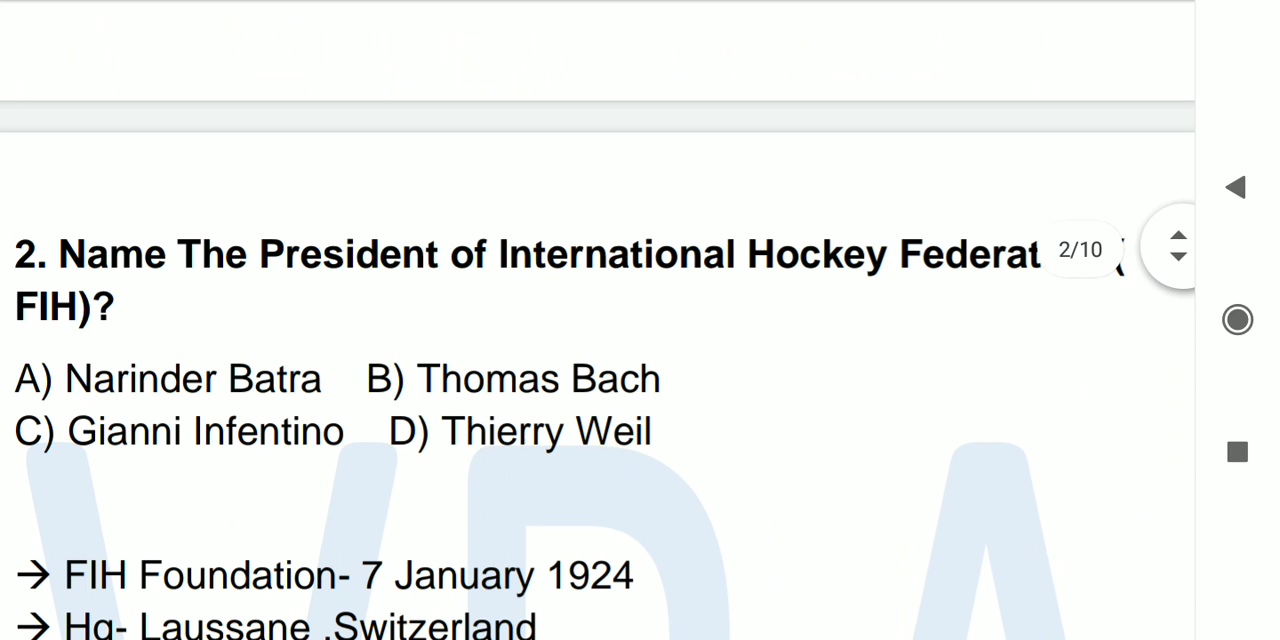 2. Name The President of International Hockey Federat 2/10 (
FIH)?
A) Narinder Batra B) Thomas Bach
C) Gianni Infentino D) Thierry Weil
→ FIH Foundation- 7 January 1924
→ Hq- Laussane ,Switzerland